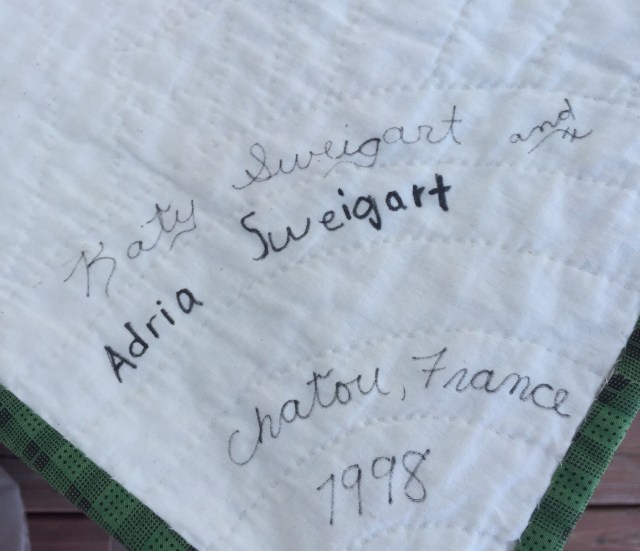 Katy Sweigart and
Adria Sweigart
Chatou, France
1998